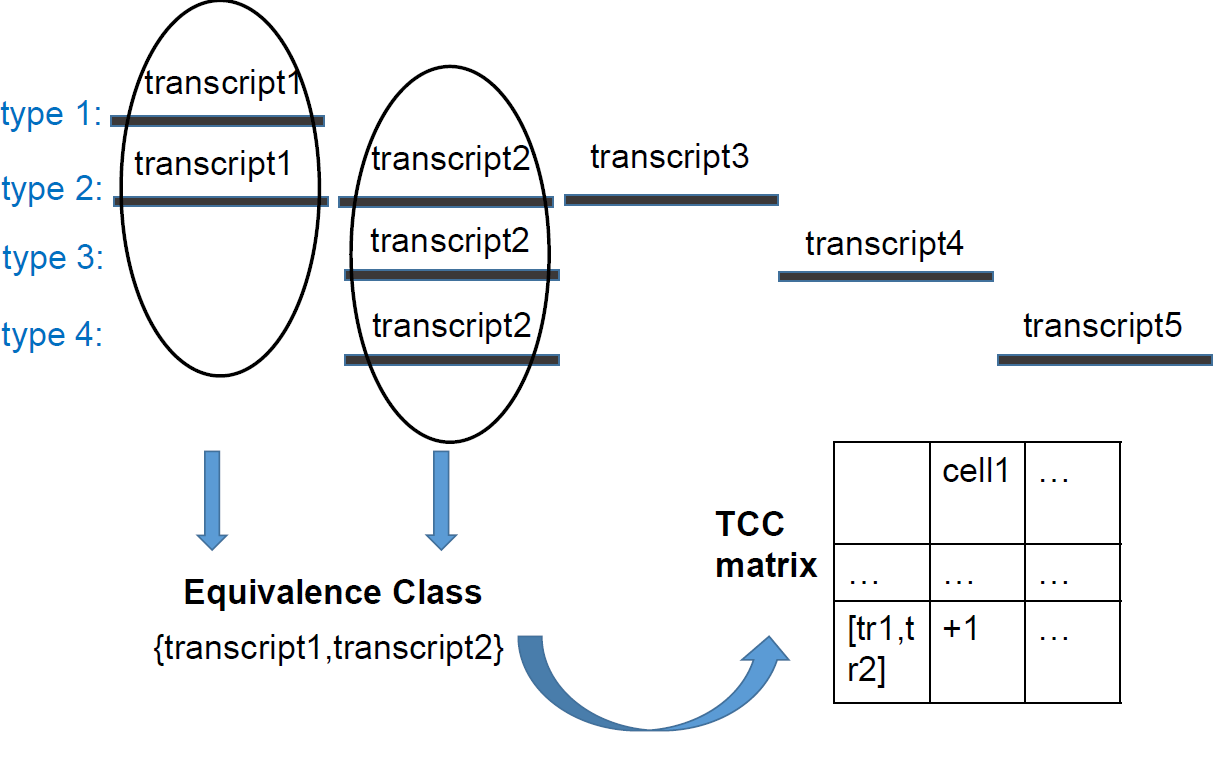 transcript1
type 1:
transcript1 transcript2 transcript3
type 2:
transcript2 transcript4
type 3:
transcript2 transcript5
type 4:
Equivalence Class
{transcript1,transcript2}
TCC
matrix
cell1 …
… … …
[tr1,t +1 …
r2]